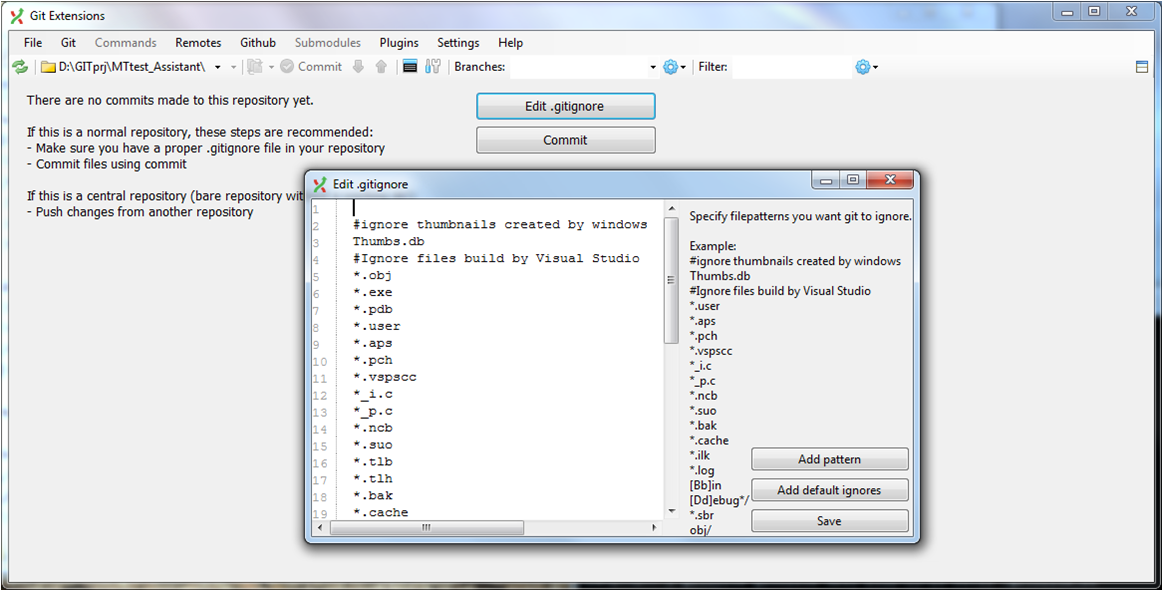 Git Extensions
File Git Commands Remotes Github Submodules Plugins Settings Help
D:\GITprj\MTtest_Assistant\ Commit Branches: Filter:
There are no commits made to this repository yet.
Edit .gitignore
If this is a normal repository, these steps are recommended:
- Make sure you have a proper .gitignore file in your repository
- Commit files using commit
Commit
If this is a central repository (bare repository wit
- Push changes from another repository
Edit .gitignore
1
2 #ignore thumbnails created by windows
3 Thumbs.db
4 #Ignore files build by Visual Studio
5 *.obj
6 *.exe
7 *.pdb
8 *.user
9 *.aps
10 *.pch
11 *.vspscc
12 *_i.c
13 *_p.c
14 *.ncb
15 *.suo
16 *.tlb
17 *.tlh
18 *.bak
19 *.cache
Specify filepatterns you want git to ignore.
Example:
#ignore thumbnails created by windows
Thumbs.db
#Ignore files build by Visual Studio
*.user
*.aps
*.pch
*.vspscc
*_i.c
*_p.c
*.ncb
*.suo
*.bak
*.cache
*.ilk
*.log
[Bb]in
[Dd]ebug*/
*.sbr
obj/
Add pattern
Add default ignores
Save